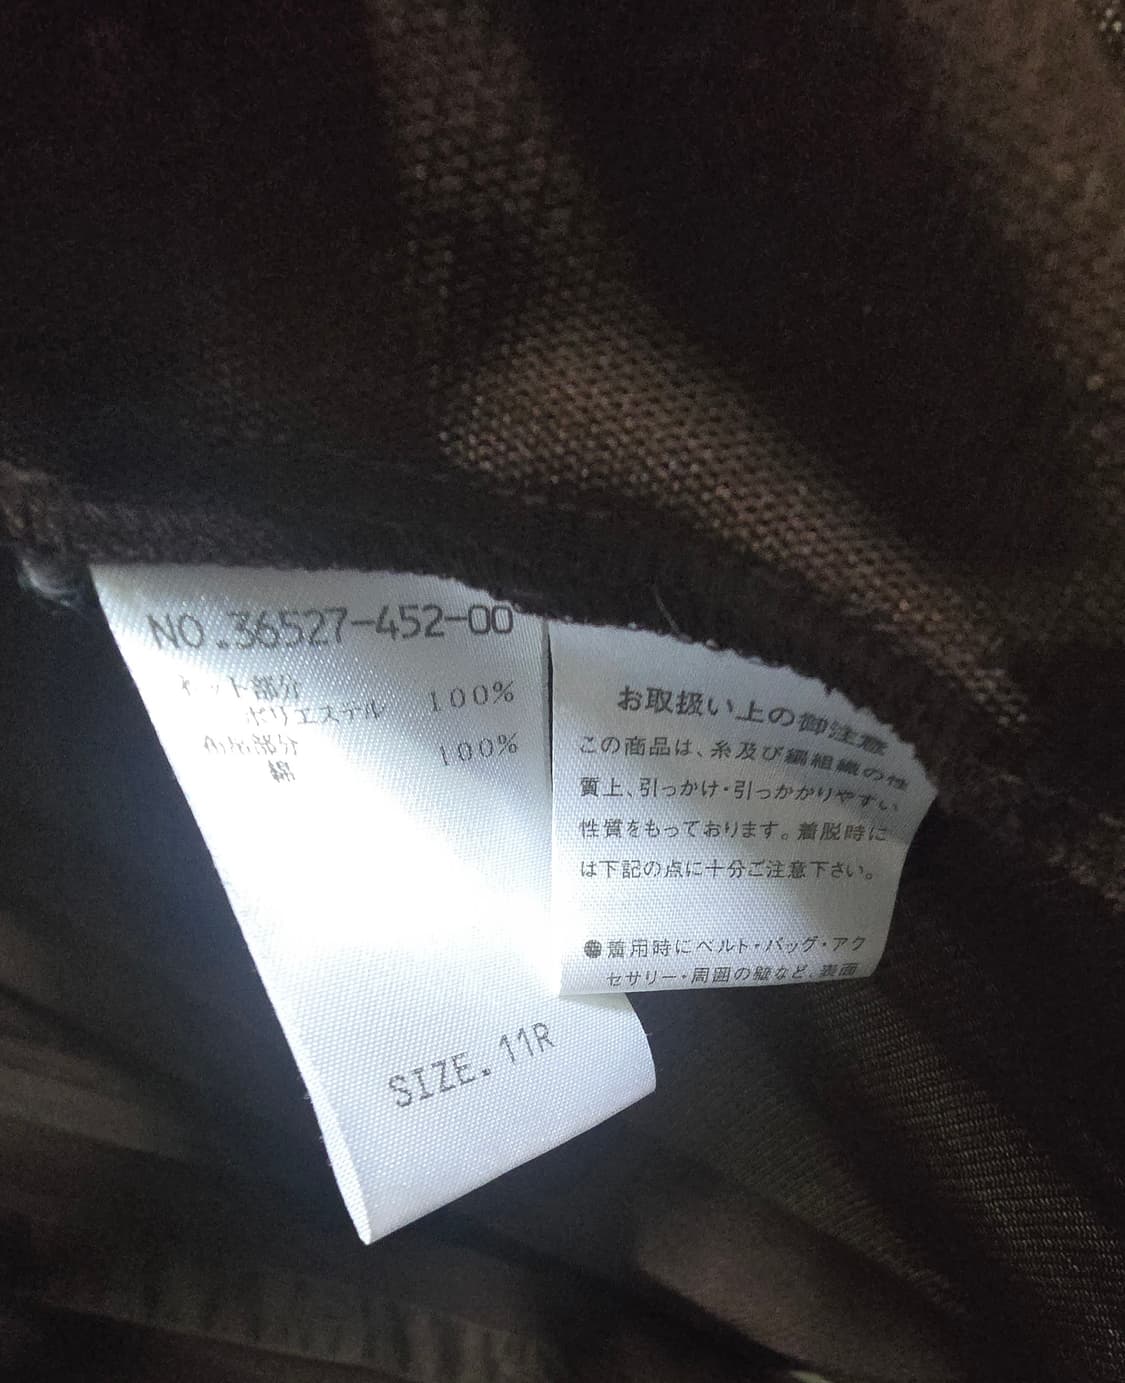 NO.36527-452-00
ニット部分
ポリエステル 100%
布帛部分
綿 100%
SIZE.11R
お取扱い上の御注意
この商品は、糸及び編組織の性
質上、引っかけ・引っかかりやすい
性質をもっております。着脱時に
は下記の点に十分ご注意下さい。
●着用時にベルト・バッグ・アク
セサリー・周囲の壁など、表面